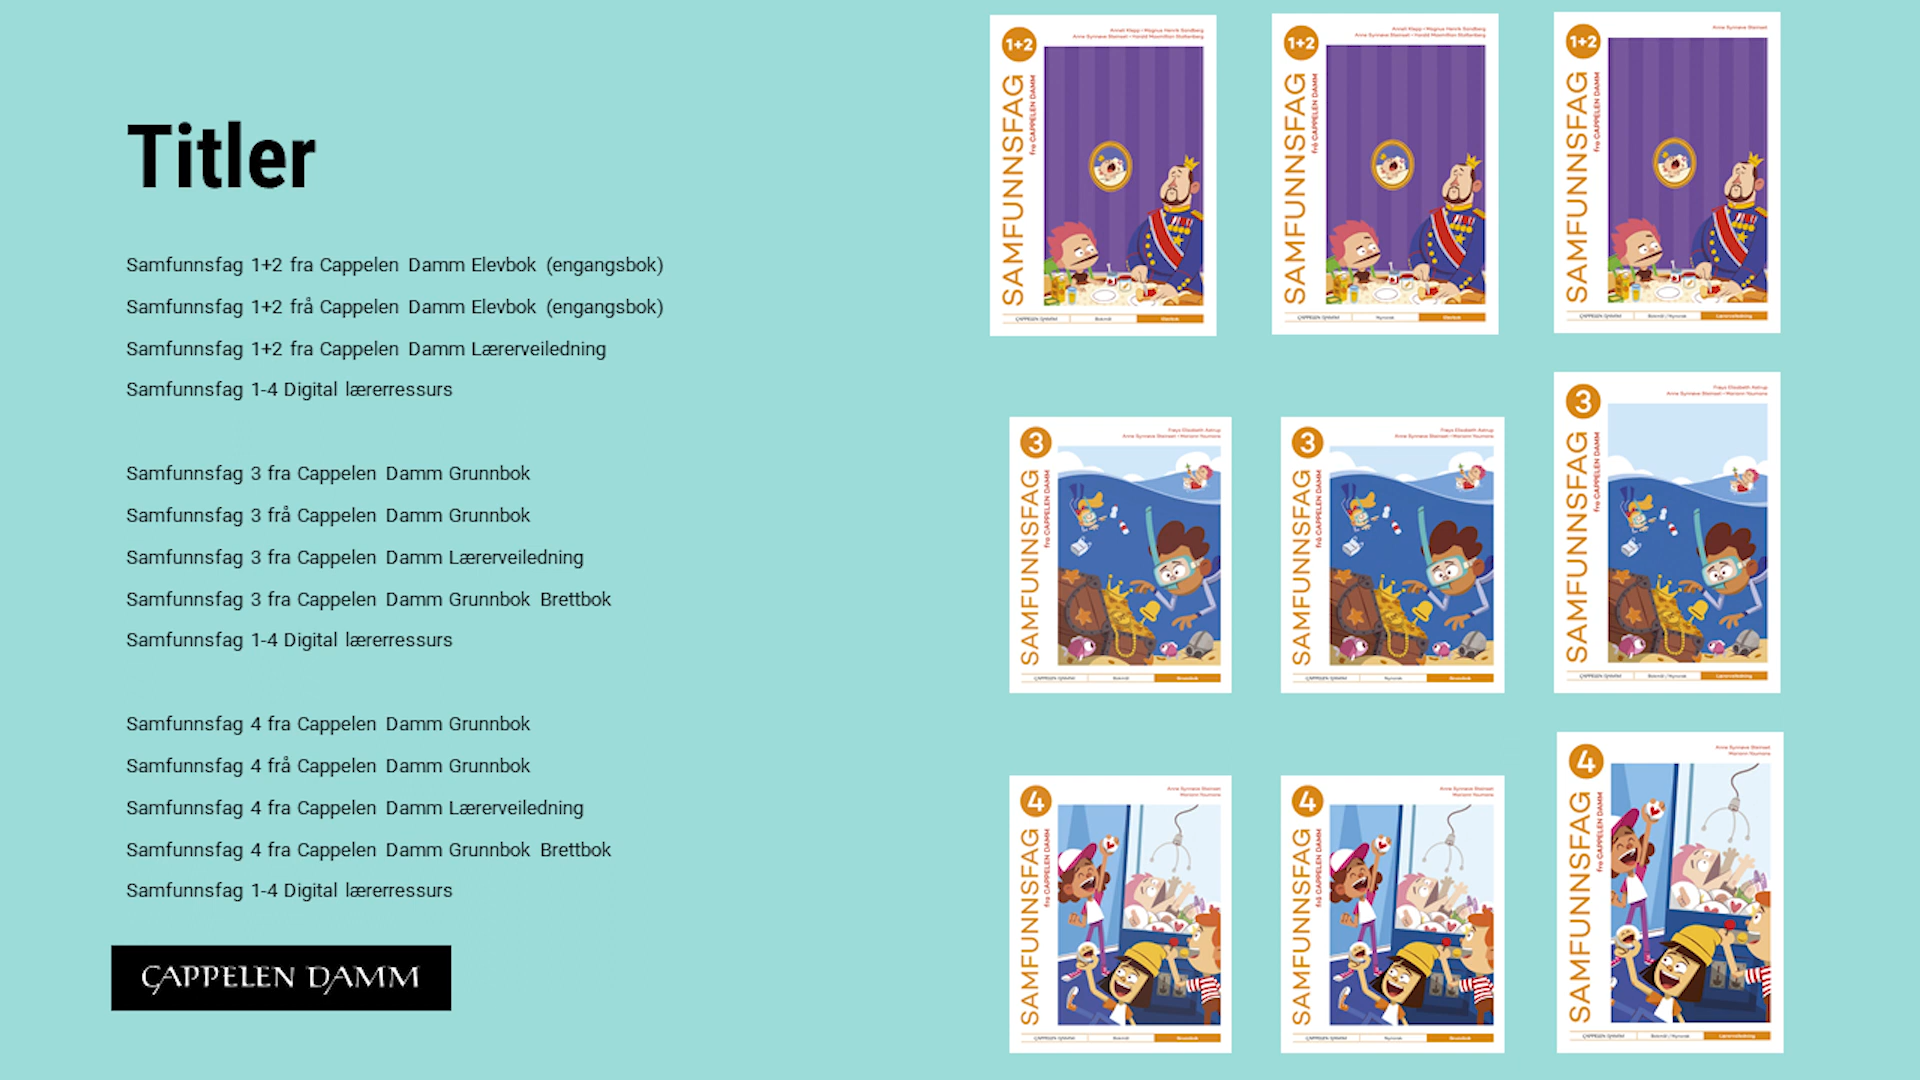 Titler
Samfunnsfag 1+2 fra Cappelen Damm Elevbok (engangsbok)
Samfunnsfag 1+2 frå Cappelen Damm Elevbok (engangsbok)
Samfunnsfag 1+2 fra Cappelen Damm Lærerveiledning
Samfunnsfag 1-4 Digital lærerressurs
Samfunnsfag 3 fra Cappelen Damm Grunnbok
Samfunnsfag 3 frå Cappelen Damm Grunnbok
Samfunnsfag 3 fra Cappelen Damm Lærerveiledning
Samfunnsfag 3 fra Cappelen Damm Grunnbok Brettbok
Samfunnsfag 1-4 Digital lærerressurs
Samfunnsfag 4 fra Cappelen Damm Grunnbok
Samfunnsfag 4 frå Cappelen Damm Grunnbok
Samfunnsfag 4 fra Cappelen Damm Lærerveiledning
Samfunnsfag 4 fra Cappelen Damm Grunnbok Brettbok
Samfunnsfag 1-4 Digital lærerressurs
CAPPELEN DAMM
1+2
SAMFUNNSFAG
fra CAPPELEN DAMM
1+2
SAMFUNNSFAG
frå CAPPELEN DAMM
1+2
SAMFUNNSFAG
fra CAPPELEN DAMM
3
SAMFUNNSFAG
fra CAPPELEN DAMM
3
SAMFUNNSFAG
frå CAPPELEN DAMM
3
SAMFUNNSFAG
fra CAPPELEN DAMM
4
SAMFUNNSFAG
fra CAPPELEN DAMM
4
SAMFUNNSFAG
frå CAPPELEN DAMM
4
SAMFUNNSFAG
fra CAPPELEN DAMM